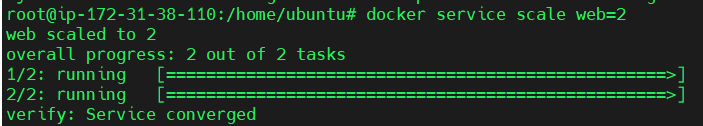 root@ip-172-31-38-110:/home/ubuntu# docker service scale web=2
web scaled to 2
overall progress: 2 out of 2 tasks
1/2: running   [==================================================>]
2/2: running   [==================================================>]
verify: Service converged